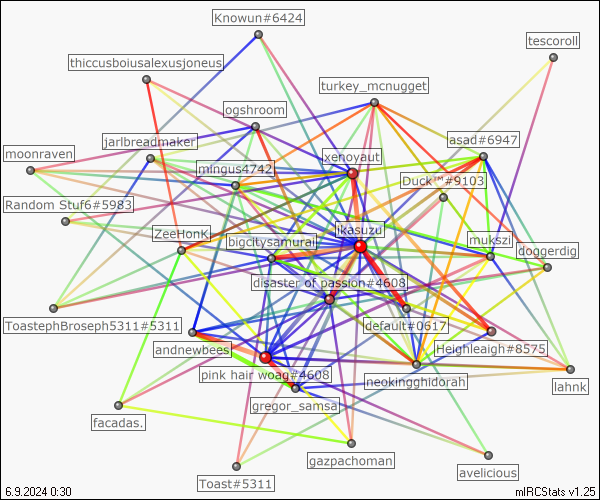 Knowun#6424
tescoroll
thiccusboiusalexusjoneus
turkey_mcnugget
ogshroom
jarlbreadmaker
asad#6947
moonraven
xenoyaut
mingus4742
Duck™#9103
Random Stuf6#5983
ZeeHonK
likasuzu
bigcitysamurai
mukszi
doggerdig
disaster of passion#4608
ToastephBroseph5311#5311
default#0617
andnewbees
Heighleaigh#8575
pink hair woag#4608
neokingghidorah
lahnk
gregor_samsa
facadas.
gazpachoman
avelicious
Toast#5311
6.9.2024 0:30
mIRCStats v1.25